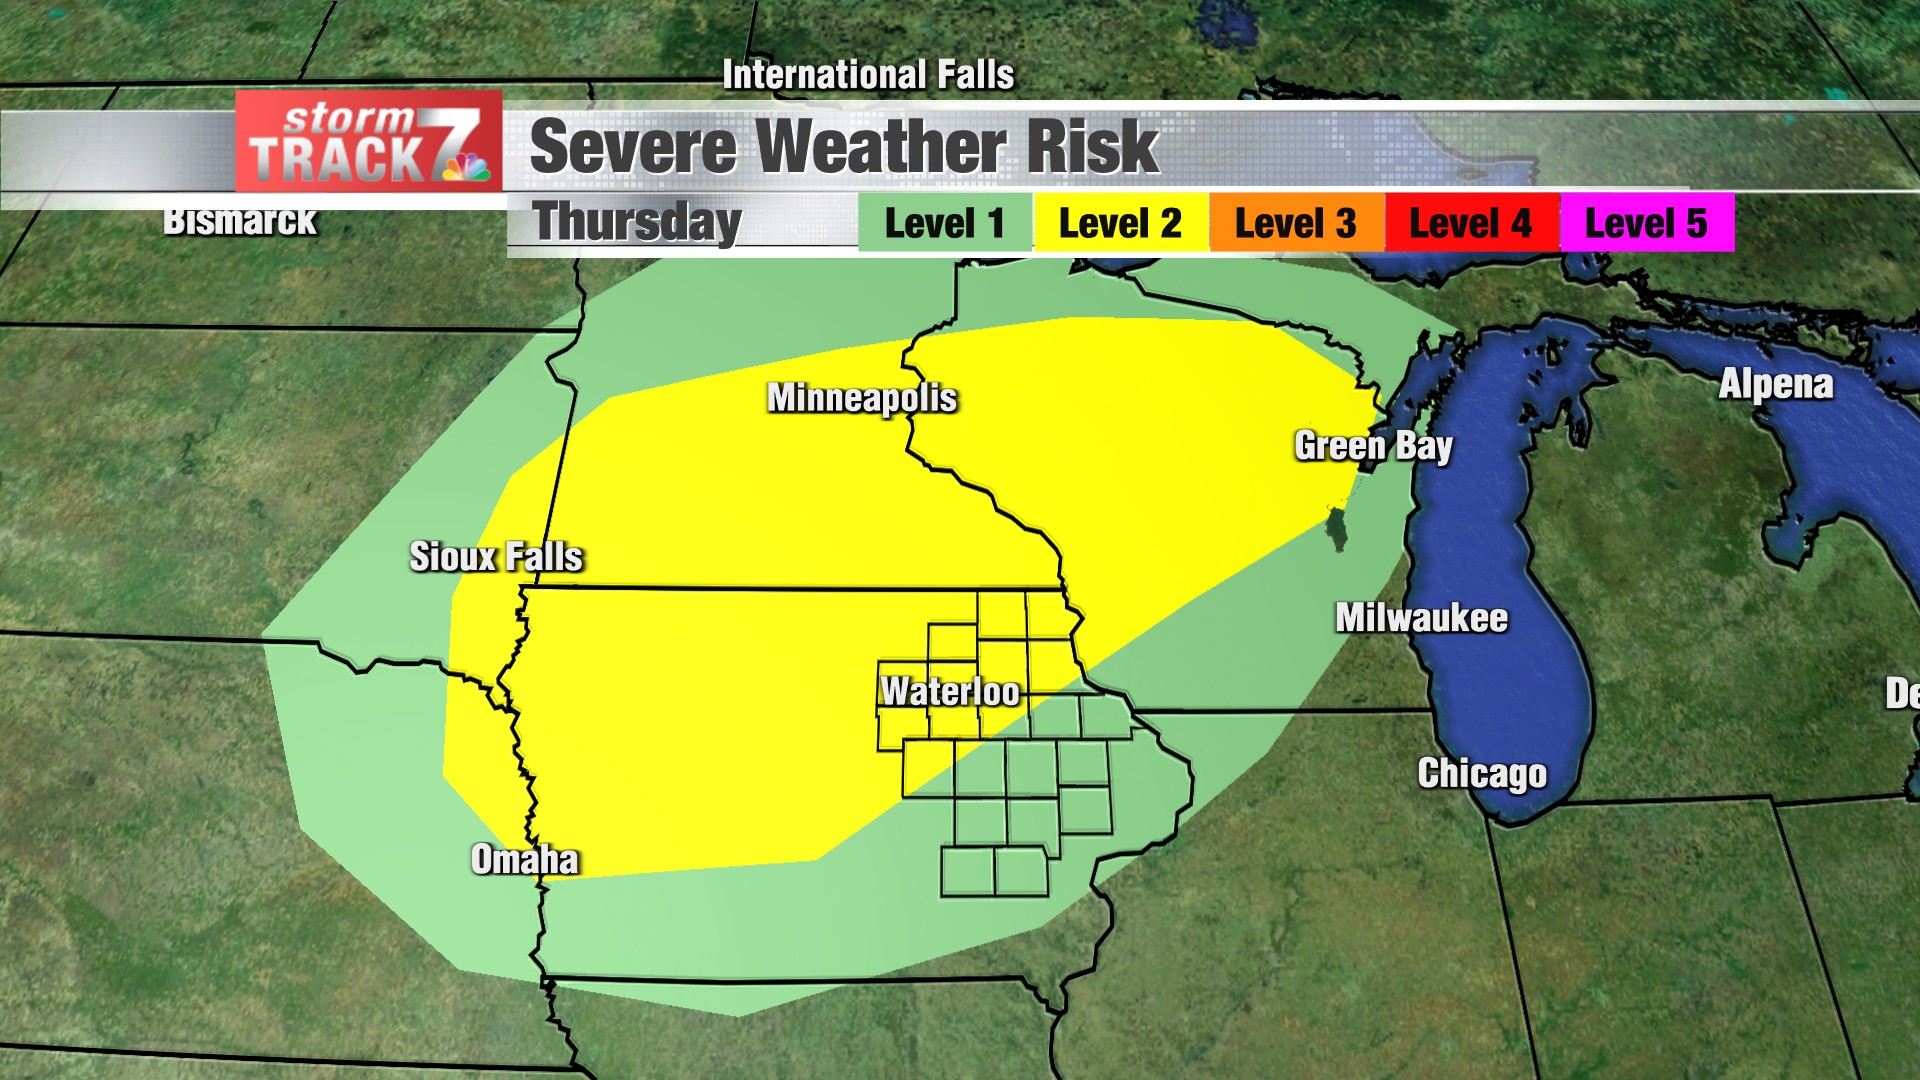 International Falls
storm
TRACK 7
Severe Weather Risk
Bismarck
Thursday
Level 1
Level 2
Level 3
Level 4
Level 5
Minneapolis
Alpena
Green Bay
Sioux Falls
Milwaukee
Waterloo
De
Chicago
Omaha